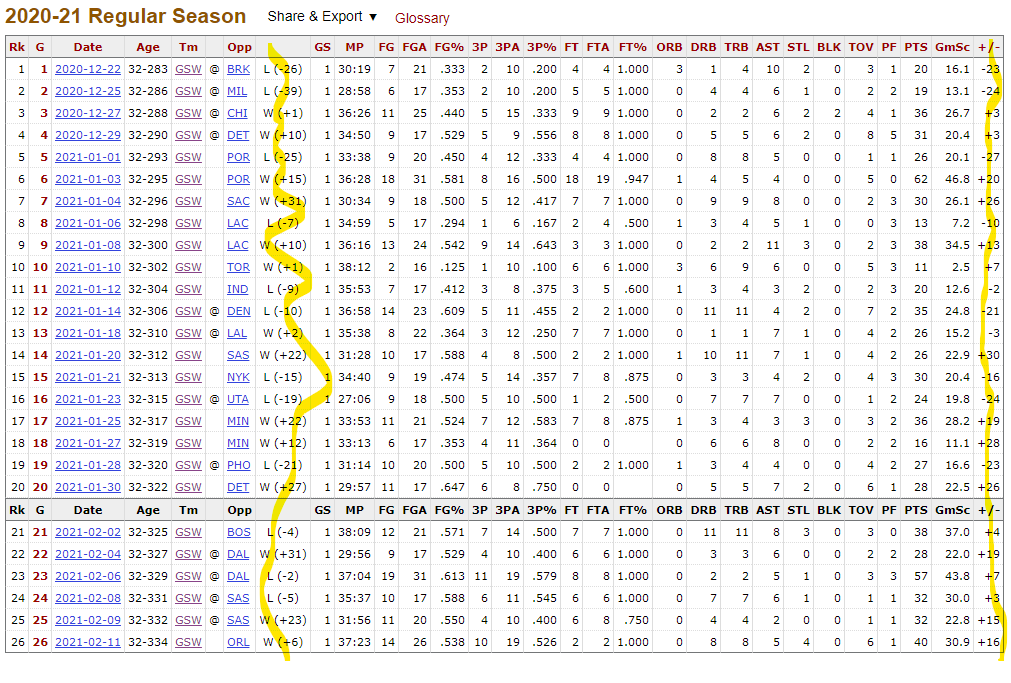 2020-21 Regular Season Share & Export ▼ Glossary
Rk G Date Age Tm Opp GS MP FG FGA FG% 3P 3PA 3P% FT FTA FT% ORB DRB TRB AST STL BLK TOV PF PTS GmSc +/-
1 1 2020-12-22 32-283 GSW @ BRK L (-26) 1 30:19 7 21 .333 2 10 .200 4 4 1.000 3 1 4 10 2 0 3 1 20 16.1 -23
2 2 2020-12-25 32-286 GSW @ MIL L (-39) 1 28:58 6 17 .353 2 10 .200 5 5 1.000 0 4 4 6 1 0 2 2 19 13.1 -24
3 3 2020-12-27 32-288 GSW @ CHI W (+1) 1 36:26 11 25 .440 5 15 .333 9 9 1.000 0 2 2 6 2 2 4 1 36 26.7 +3
4 4 2020-12-29 32-290 GSW @ DET W (+10) 1 34:50 9 17 .529 5 9 .556 8 8 1.000 0 5 5 6 2 0 8 5 31 20.4 +3
5 5 2021-01-01 32-293 GSW POR L (-25) 1 33:38 9 20 .450 4 12 .333 4 4 1.000 0 8 8 5 0 0 1 1 26 20.1 -27
6 6 2021-01-03 32-295 GSW POR W (+15) 1 36:28 18 31 .581 8 16 .500 18 19 .947 1 4 5 4 0 0 5 0 62 46.8 +20
7 7 2021-01-04 32-296 GSW SAC W (+31) 1 30:34 9 18 .500 5 12 .417 7 7 1.000 0 9 9 8 0 0 2 3 30 26.1 +26
8 8 2021-01-06 32-298 GSW LAC L (-7) 1 34:59 5 17 .294 1 6 .167 2 4 .500 1 3 4 5 1 0 0 3 13 7.2 -10
9 9 2021-01-08 32-300 GSW LAC W (+10) 1 36:16 13 24 .542 9 14 .643 3 3 1.000 0 2 2 11 3 0 2 3 38 34.5 +13
10 10 2021-01-10 32-302 GSW TOR W (+1) 1 38:12 2 16 .125 1 10 .100 6 6 1.000 3 6 9 6 0 0 5 3 11 2.5 +7
11 11 2021-01-12 32-304 GSW IND L (-9) 1 35:53 7 17 .412 3 8 .375 3 5 .600 1 3 4 3 2 0 2 3 20 12.6 -2
12 12 2021-01-14 32-306 GSW @ DEN L (-10) 1 36:58 14 23 .609 5 11 .455 2 2 1.000 0 11 11 4 2 0 7 2 35 24.8 -21
13 13 2021-01-18 32-310 GSW @ LAL W (+2) 1 35:38 8 22 .364 3 12 .250 7 7 1.000 0 1 1 7 1 0 4 2 26 15.2 -3
14 14 2021-01-20 32-312 GSW SAS W (+22) 1 31:28 10 17 .588 4 8 .500 2 2 1.000 1 10 11 7 1 0 4 2 26 22.9 +30
15 15 2021-01-21 32-313 GSW NYK L (-15) 1 34:40 9 19 .474 5 14 .357 7 8 .875 0 3 3 4 2 0 4 3 30 20.4 -16
16 16 2021-01-23 32-315 GSW @ UTA L (-19) 1 27:06 9 18 .500 5 10 .500 1 2 .500 0 7 7 7 0 0 1 2 24 19.8 -24
17 17 2021-01-25 32-317 GSW MIN W (+22) 1 33:53 11 21 .524 7 12 .583 7 8 .875 1 3 4 3 3 0 3 2 36 28.2 +19
18 18 2021-01-27 32-319 GSW MIN W (+12) 1 33:13 6 17 .353 4 11 .364 0 0 0 6 6 8 0 0 2 2 16 11.1 +28
19 19 2021-01-28 32-320 GSW @ PHO L (-21) 1 31:14 10 20 .500 5 10 .500 2 2 1.000 1 3 4 4 0 0 4 2 27 16.6 -23
20 20 2021-01-30 32-322 GSW DET W (+27) 1 29:57 11 17 .647 6 8 .750 0 0 0 5 5 7 2 0 6 1 28 22.5 +26
Rk G Date Age Tm Opp GS MP FG FGA FG% 3P 3PA 3P% FT FTA FT% ORB DRB TRB AST STL BLK TOV PF PTS GmSc +/-
21 21 2021-02-02 32-325 GSW BOS L (-4) 1 38:09 12 21 .571 7 14 .500 7 7 1.000 0 11 11 8 3 0 3 0 38 37.0 +4
22 22 2021-02-04 32-327 GSW @ DAL W (+31) 1 29:56 9 17 .529 4 10 .400 6 6 1.000 0 3 3 6 0 0 2 2 28 22.0 +19
23 23 2021-02-06 32-329 GSW @ DAL L (-2) 1 37:04 19 31 .613 11 19 .579 8 8 1.000 0 2 2 5 1 0 3 3 57 43.8 +7
24 24 2021-02-08 32-331 GSW @ SAS L (-5) 1 35:37 10 17 .588 6 11 .545 6 6 1.000 0 7 7 6 1 0 1 1 32 30.0 +3
25 25 2021-02-09 32-332 GSW @ SAS W (+23) 1 31:56 11 20 .550 4 10 .400 6 8 .750 0 4 4 2 0 0 1 1 32 22.8 +15
26 26 2021-02-11 32-334 GSW ORL W (+6) 1 37:23 14 26 .538 10 19 .526 2 2 1.000 0 8 8 5 4 0 6 1 40 30.9 +16